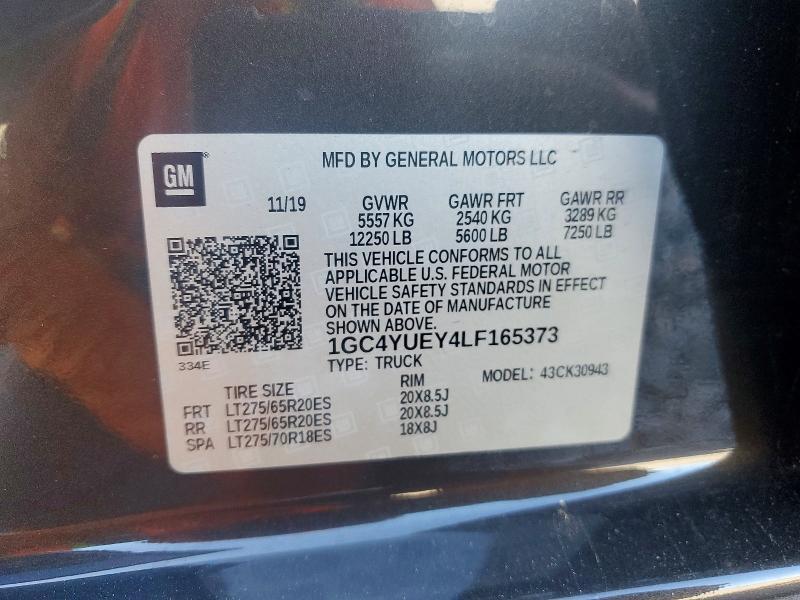 GM ®
MFD BY GENERAL MOTORS LLC
11/19 GVWR GAWR FRT GAWR RR
5557 KG 2540 KG 3289 KG
12250 LB 5600 LB 7250 LB
THIS VEHICLE CONFORMS TO ALL
APPLICABLE U.S. FEDERAL MOTOR
VEHICLE SAFETY STANDARDS IN EFFECT
ON THE DATE OF MANUFACTURE
SHOWN ABOVE.
1GC4YUEY4LF165373
334E
TYPE: TRUCK MODEL: 43CK30943
TIRE SIZE RIM
FRT LT275/65R20ES 20X8.5J
RR LT275/65R20ES 20X8.5J
SPA LT275/70R18ES 18X8J